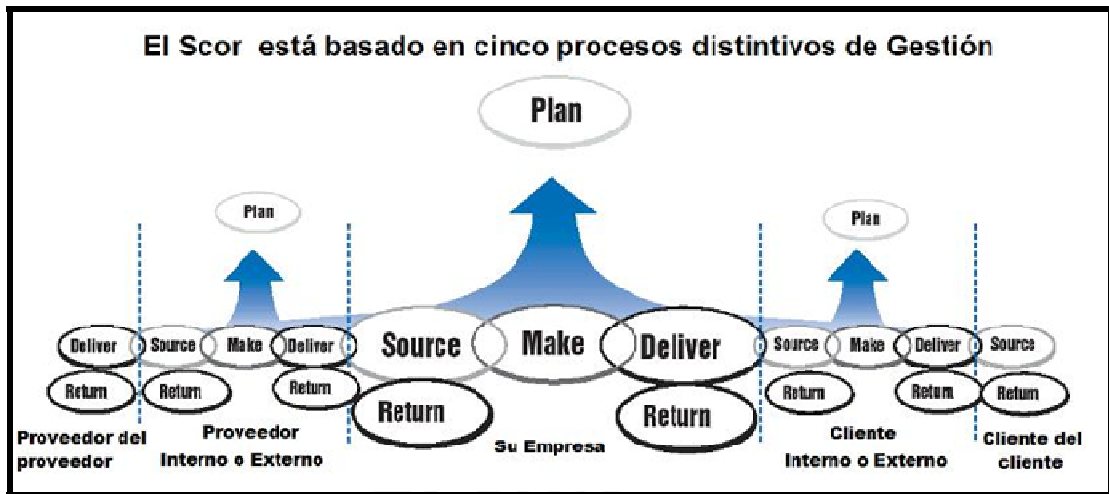 El Scor está basado en cinco procesos distintivos de Gestión
Plan
Plan
Plan
Deliver
Source
Make
Deliver
Source
Make
Deliver
Source
Make
Deliver
Source
Return
Return
Return
Return
Return
Return
Return
Return
Proveedor del
proveedor
Proveedor
Interno o Externo
Su Empresa
Cliente
Interno o Externo
Cliente del
cliente